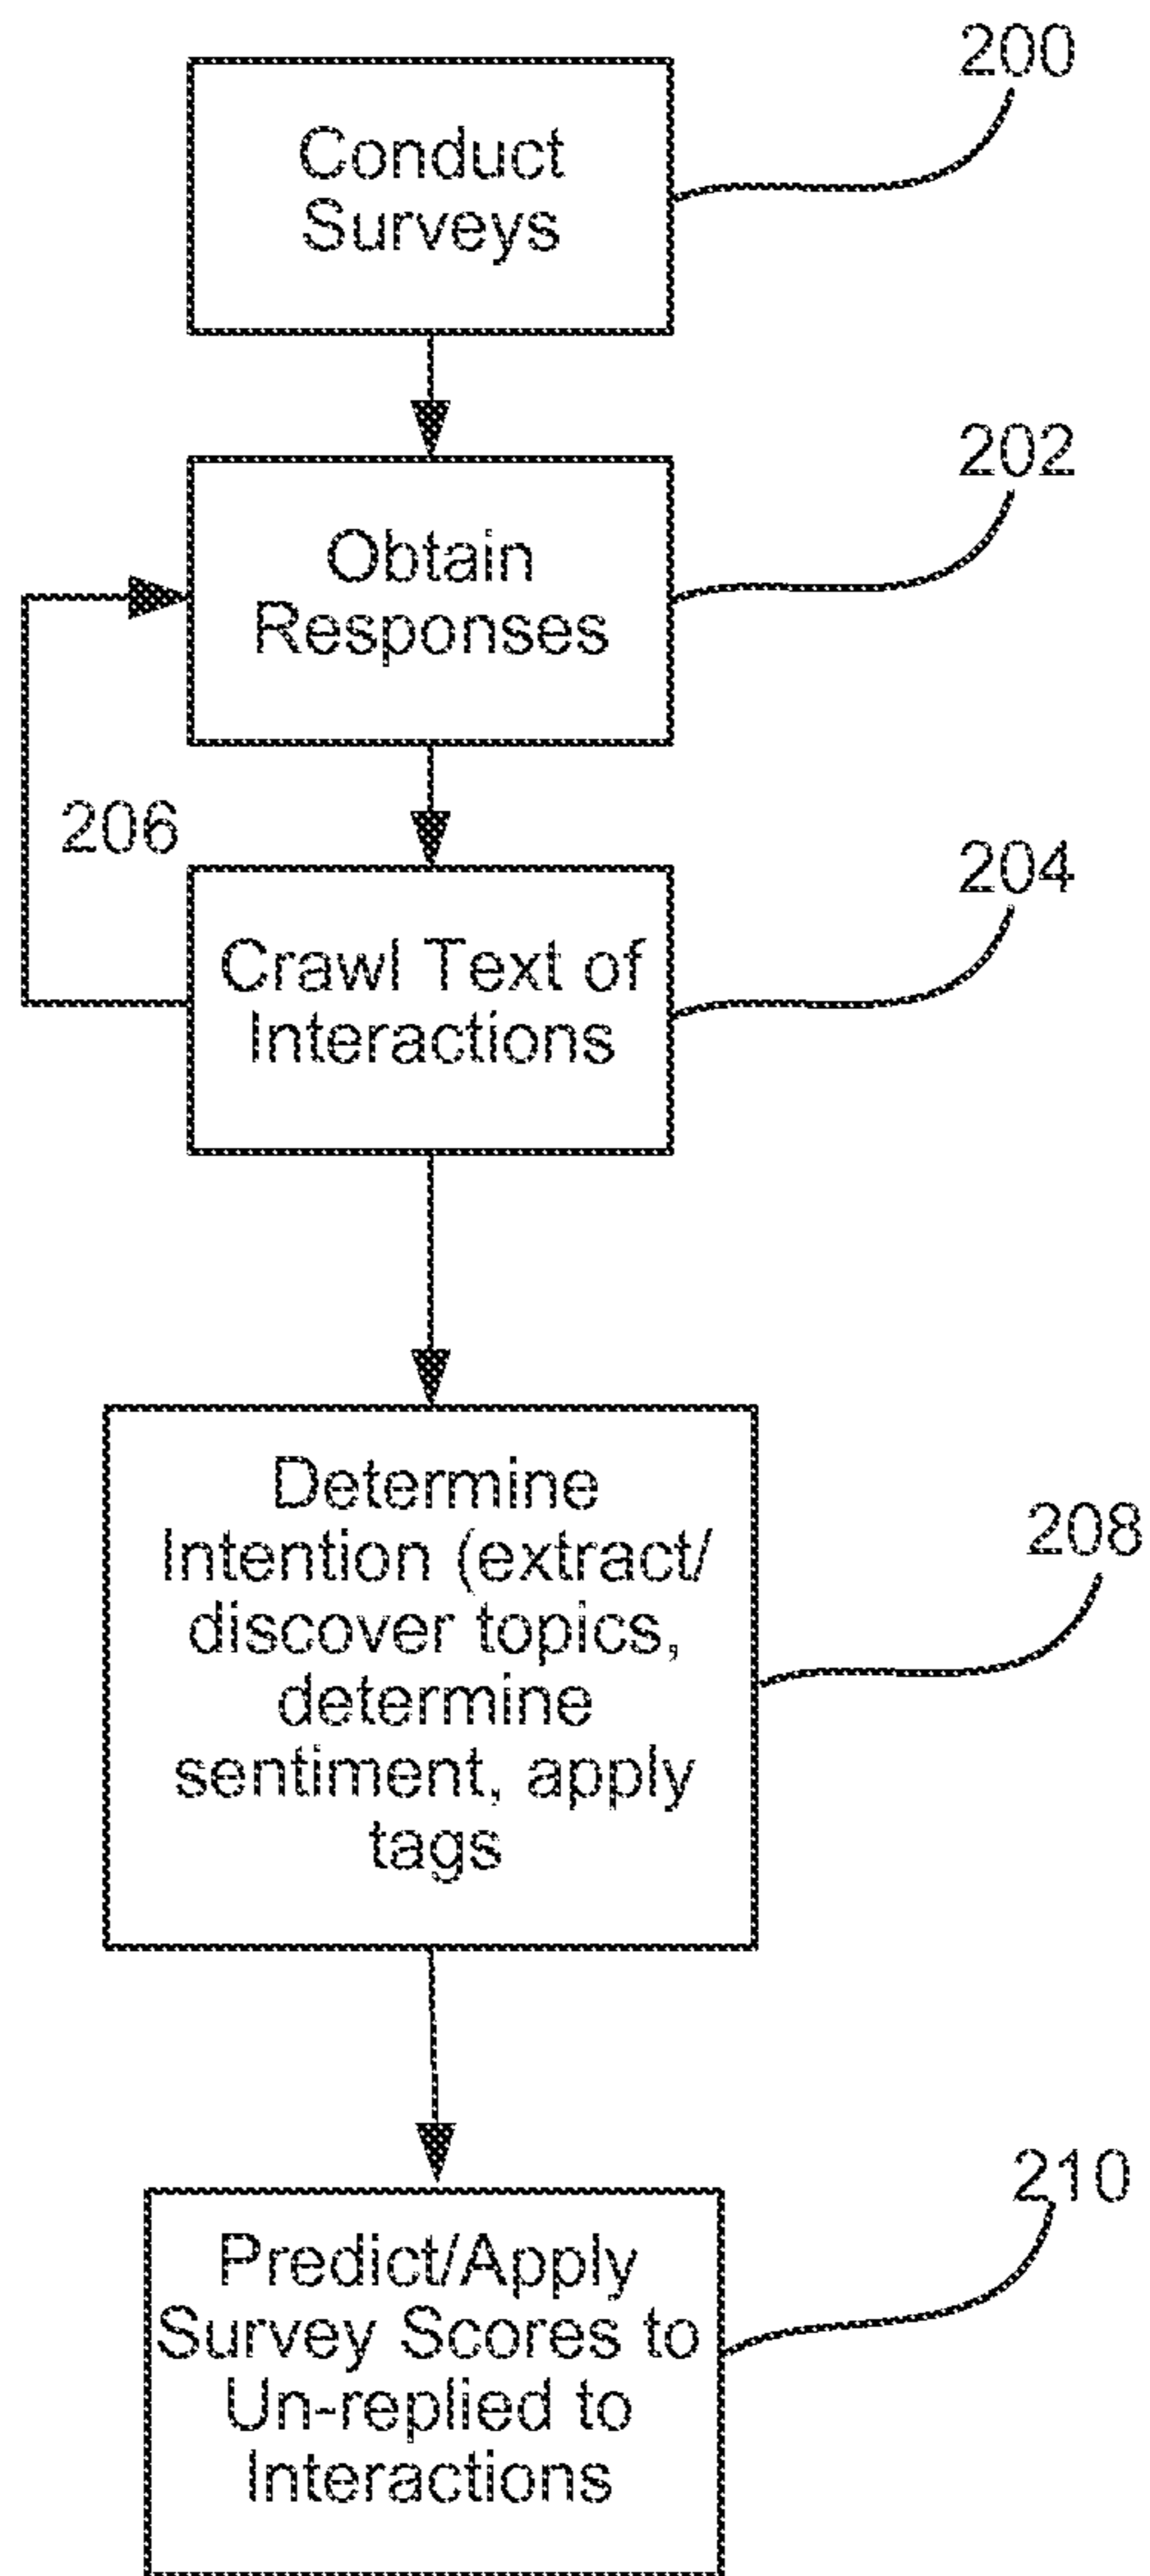 200
Conduct
Surveys
202
Obtain
Responses
206
204
Crawl Text of
Interactions
Determine
Intention (extract/
discover topics,
determine
sentiment, apply
tags
208
210
Predict/Apply
Survey Scores to
Un-replied to
Interactions